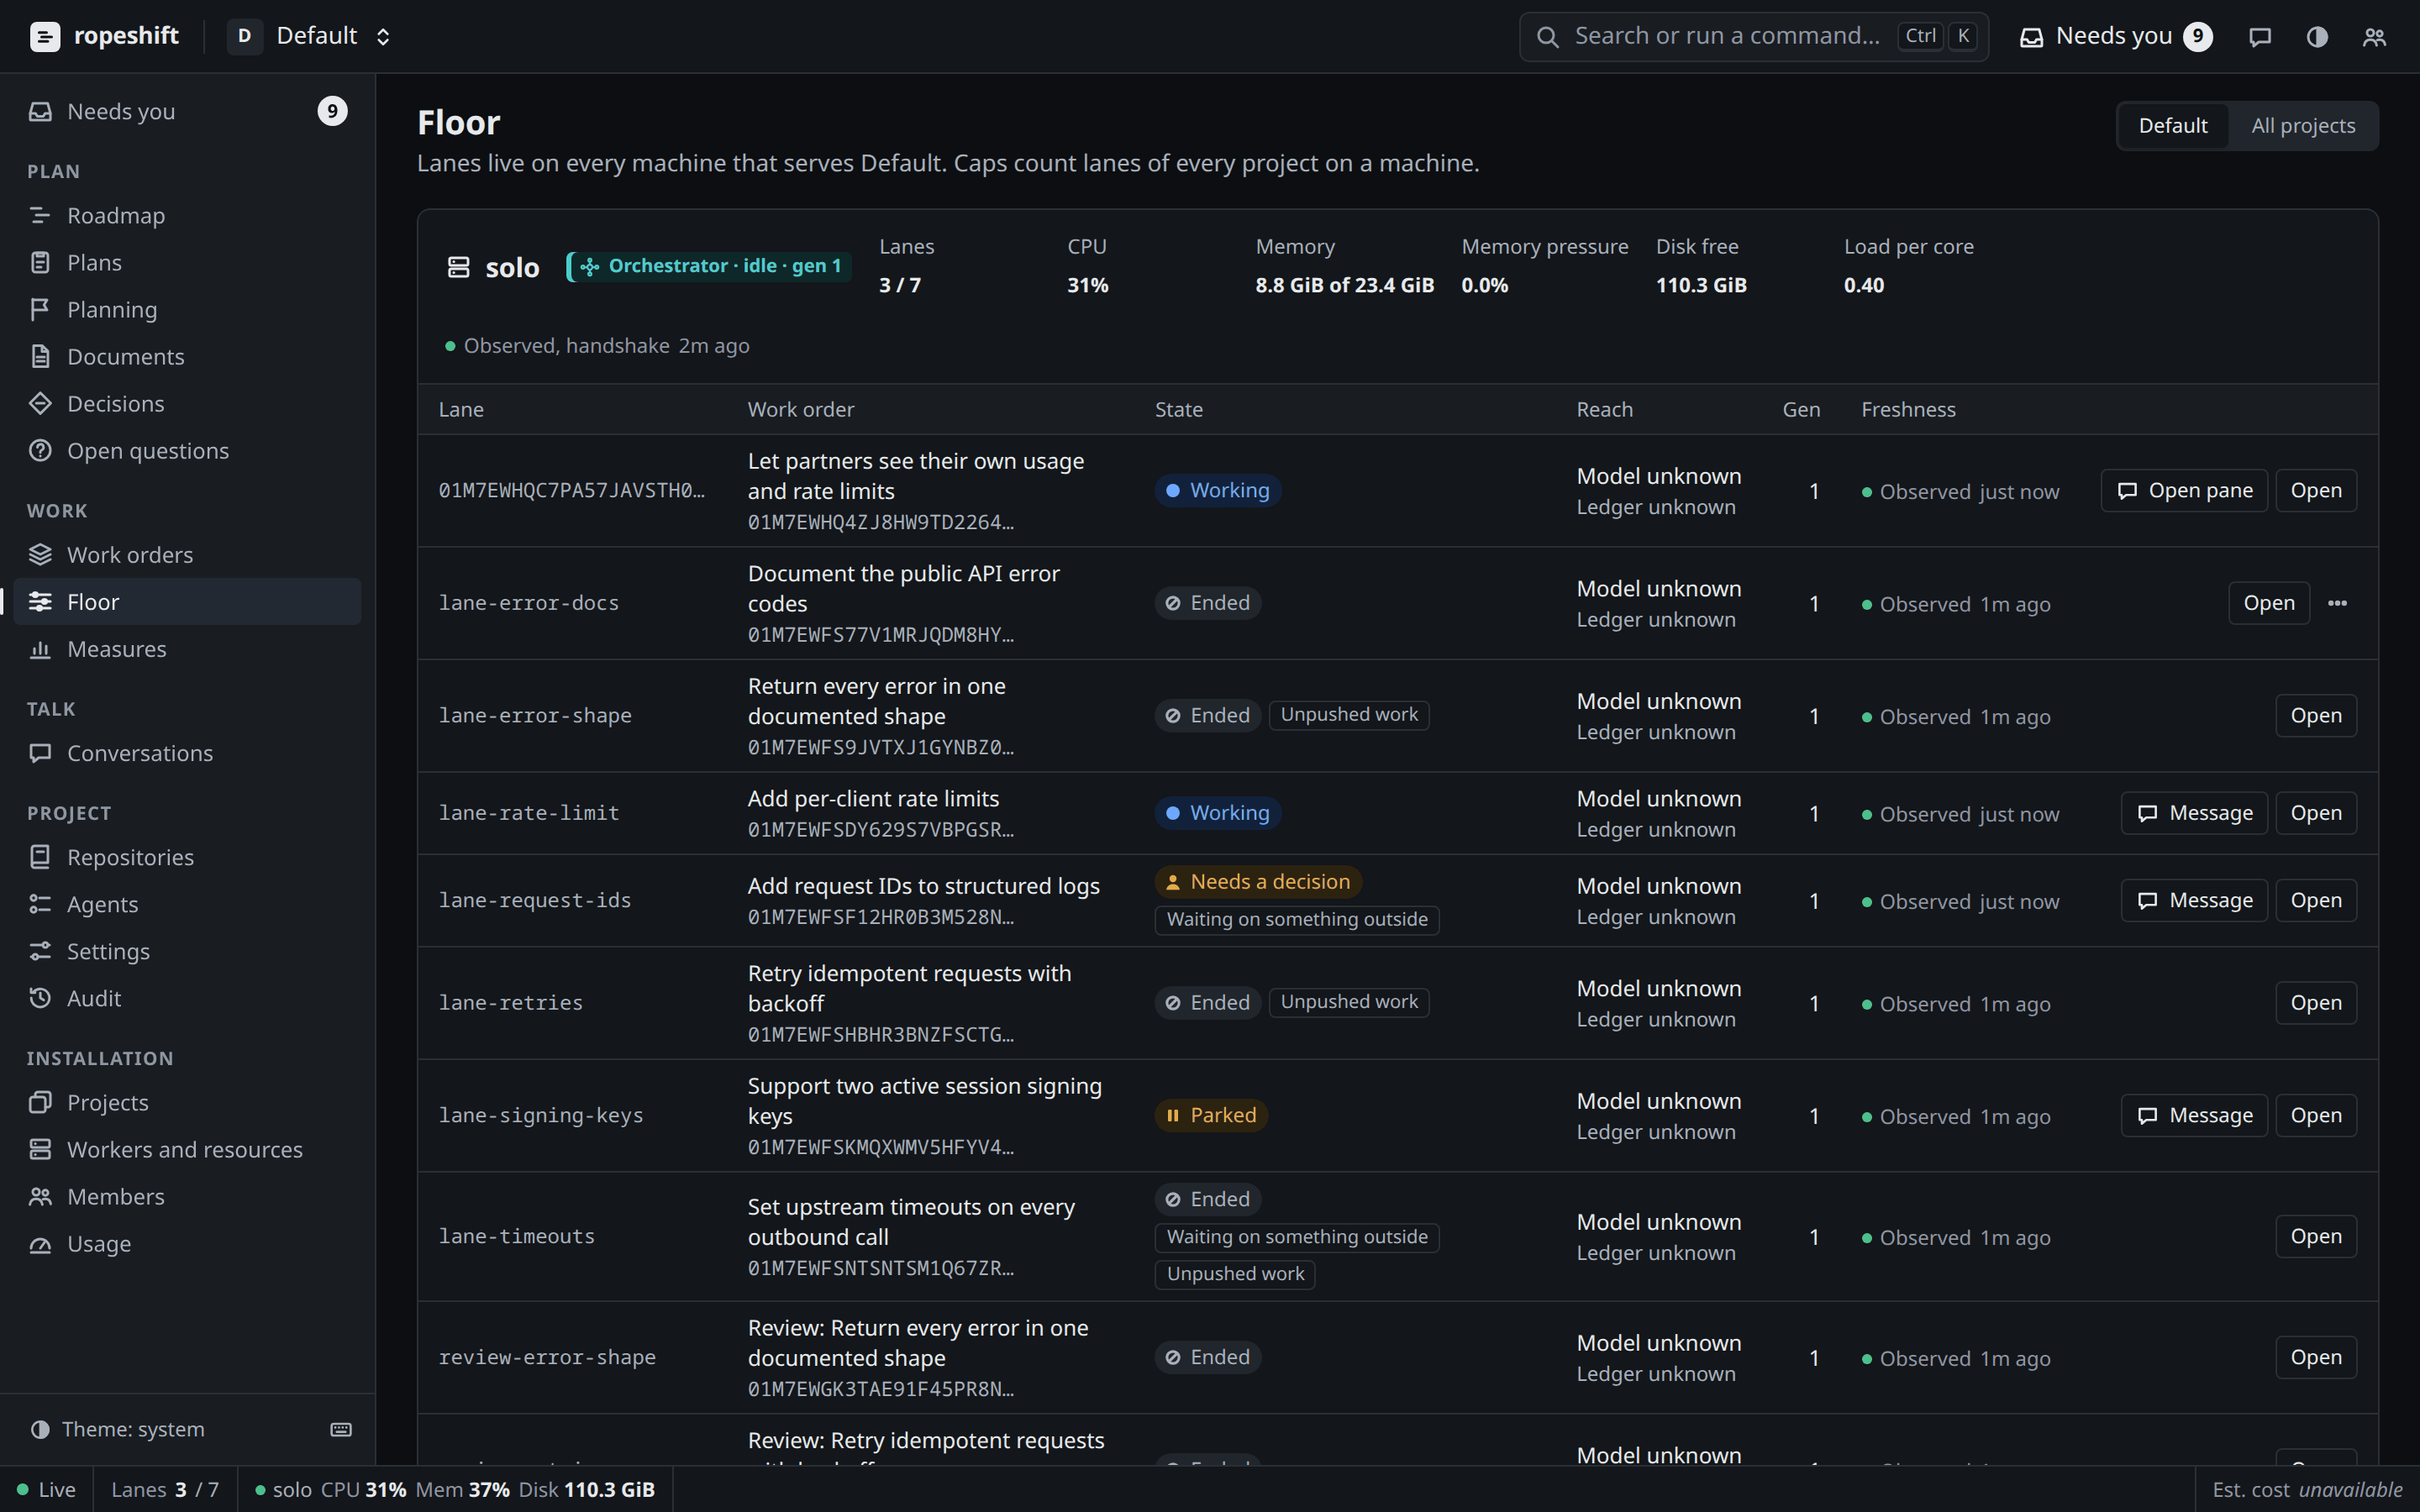 ropeshift
D Default
Search or run a command... Ctrl K
Needs you 9
Needs you 9
PLAN
Roadmap
Plans
Planning
Documents
Decisions
Open questions
WORK
Work orders
Floor
Measures
TALK
Conversations
PROJECT
Repositories
Agents
Settings
Audit
INSTALLATION
Projects
Workers and resources
Members
Usage
Theme: system
Floor
Lanes live on every machine that serves Default. Caps count lanes of every project on a machine.
Default All projects
solo Orchestrator · idle · gen 1
Lanes CPU Memory Memory pressure Disk free Load per core
3 / 7 31% 8.8 GiB of 23.4 GiB 0.0% 110.3 GiB 0.40
Observed, handshake 2m ago
Lane Work order State Reach Gen Freshness
01M7EWHQC7PA57JAVSTH0…
Let partners see their own usage
and rate limits
01M7EWHQ4ZJ8HW9TD2264…
Working
Model unknown
Ledger unknown
1
Observed just now
Open pane Open
lane-error-docs
Document the public API error
codes
01M7EWFS77V1MRJQDM8HY…
Ended
Model unknown
Ledger unknown
1
Observed 1m ago
Open
lane-error-shape
Return every error in one
documented shape
01M7EWFS9JVTXJ1GYNBZ0…
Ended Unpushed work
Model unknown
Ledger unknown
1
Observed 1m ago
Open
lane-rate-limit
Add per-client rate limits
01M7EWFSDY629S7VBPGSR…
Working
Model unknown
Ledger unknown
1
Observed just now
Message Open
lane-request-ids
Add request IDs to structured logs
01M7EWFSF12HR0B3M528N…
Needs a decision
Waiting on something outside
Model unknown
Ledger unknown
1
Observed just now
Message Open
lane-retries
Retry idempotent requests with
backoff
01M7EWFSHBHR3BNZFSCTG…
Ended Unpushed work
Model unknown
Ledger unknown
1
Observed 1m ago
Open
lane-signing-keys
Support two active session signing
keys
01M7EWFSKMQXWMV5HFYV4…
Parked
Model unknown
Ledger unknown
1
Observed 1m ago
Message Open
lane-timeouts
Set upstream timeouts on every
outbound call
01M7EWFSNTSNTSM1Q67ZR…
Ended
Waiting on something outside
Unpushed work
Model unknown
Ledger unknown
1
Observed 1m ago
Open
review-error-shape
Review: Return every error in one
documented shape
01M7EWGK3TAE91F45PR8N…
Ended
Model unknown
Ledger unknown
1
Observed 1m ago
Open
Review: Retry idempotent requests
Model unknown
Live
Lanes 3 / 7
solo CPU 31% Mem 37% Disk 110.3 GiB
Est. cost unavailable